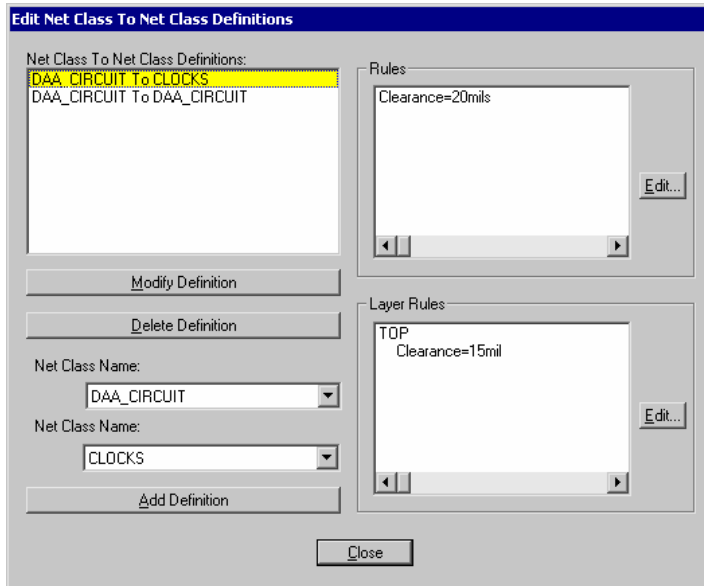 Edit Net Class To Net Class Definitions
Net Class To Net Class Definitions:
DAA_CIRCUIT To CLOCKS
DAA_CIRCUIT To DAA_CIRCUIT
Modify Definition
Delete Definition
Net Class Name:
DAA_CIRCUIT
Net Class Name:
CLOCKS
Add Definition
Rules
Clearance=20mils
Edit...
Layer Rules
TOP
Clearance=15mil
Edit...
Close